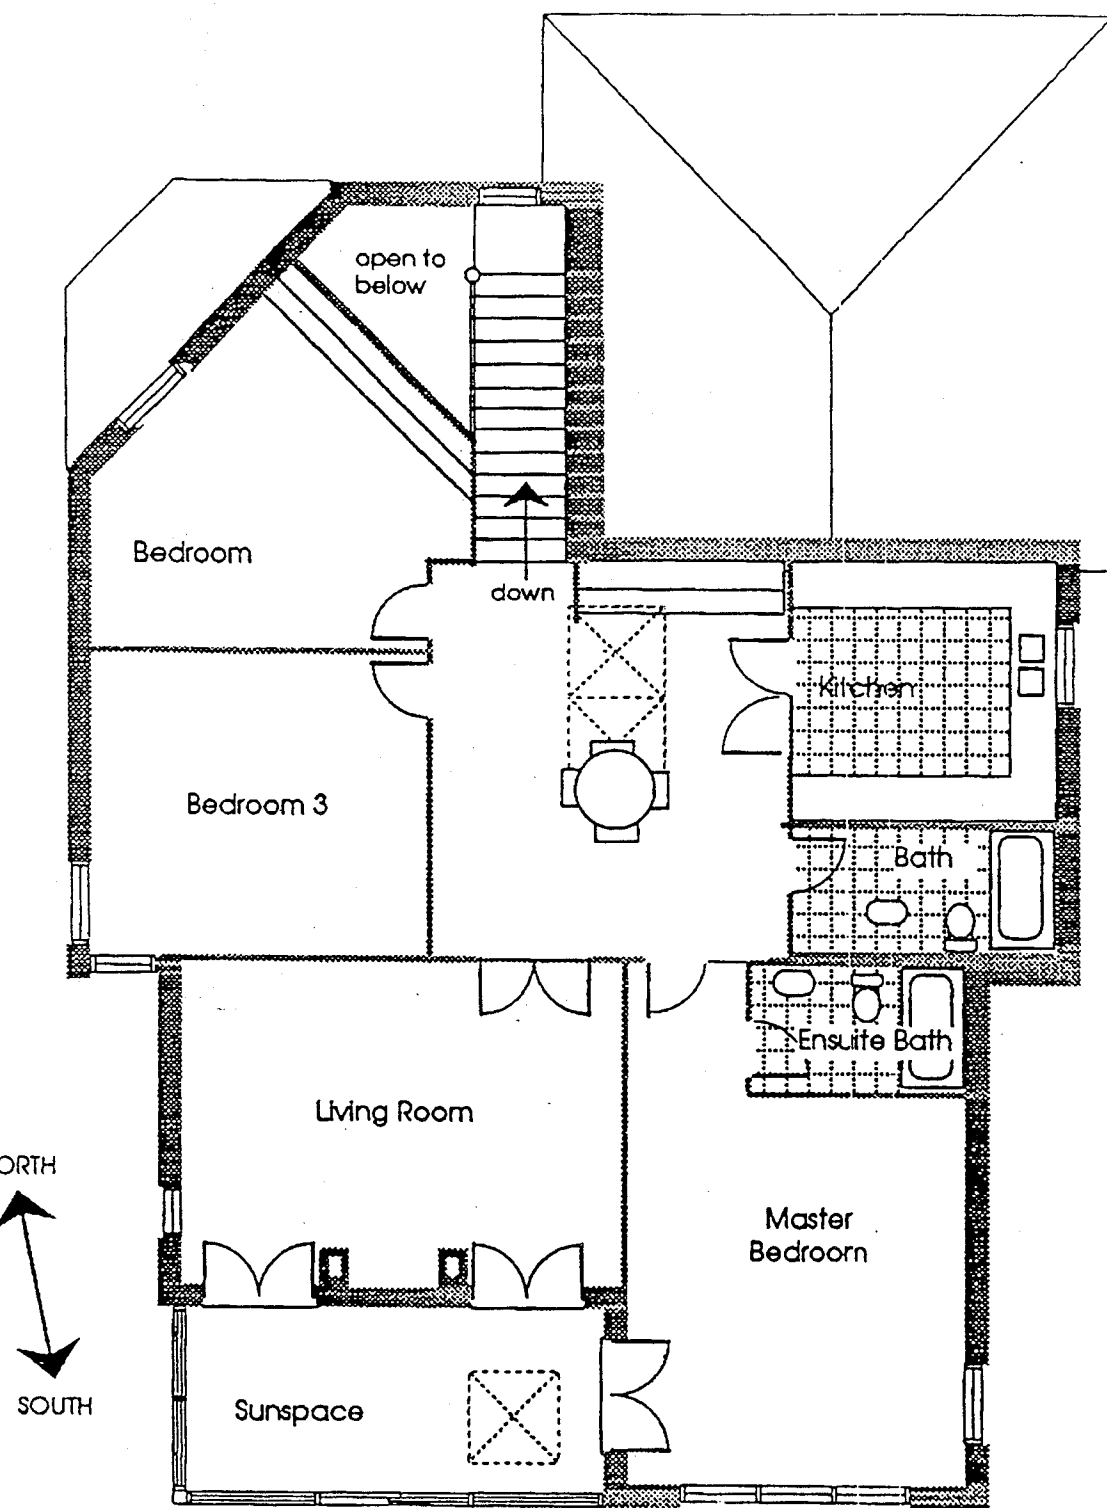 open to
below
Bedroom
down
Kitchen
Bedroom 3
Bath
Ensuite Bath
Living Room
ORTH
Master
Bedroom
SOUTH
Sunspace